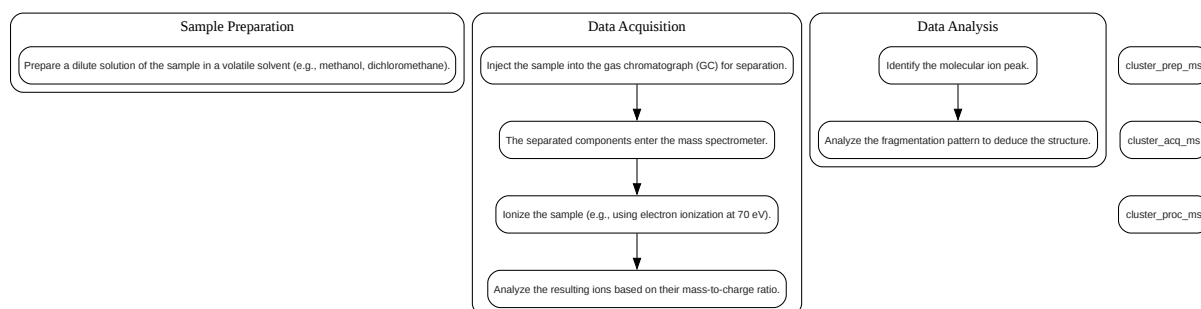 Sample Preparation
Prepare a dilute solution of the sample in a volatile solvent (e.g., methanol, dichloromethane).
Data Acquisition
Inject the sample into the gas chromatograph (GC) for separation.
The separated components enter the mass spectrometer.
Ionize the sample (e.g., using electron ionization at 70 eV).
Analyze the resulting ions based on their mass-to-charge ratio.
Data Analysis
Identify the molecular ion peak.
Analyze the fragmentation pattern to deduce the structure.
cluster_prep_ms
cluster_acq_ms
cluster_proc_ms